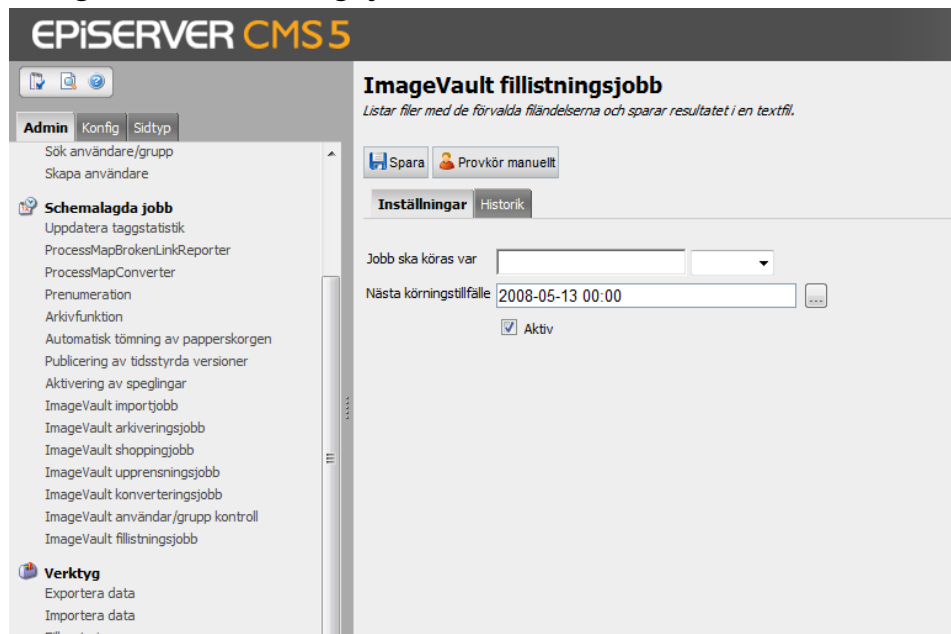 EPiSERVER CMS 5
Admin Konfig Sidtyp
Sök användare/grupp
Skapa användare
Schemalagda jobb
Uppdatera taggstatistik
ProcessMapBrokenLinkReporter
ProcessMapConverter
Prenumeration
Arkivfunktion
Automatisk tömning av papperskorgen
Publicering av tidsstyrda versioner
Aktivering av speglingar
ImageVault importjobb
ImageVault arkiveringsjobb
ImageVault shoppingjobb
ImageVault upprensningsjobb
ImageVault konverteringsjobb
ImageVault användar/grupp kontroll
ImageVault fillistningsjobb
Verktyg
Exportera data
Importera data
ImageVault fillistningsjobb
Listar filer med de förvalda filändelserna och sparar resultatet i en textfil.
Spara Provkör manuellt
Inställningar Historik
Jobb ska köras var
Nästa körningstillfälle 2008-05-13 00:00 ...
Aktiv